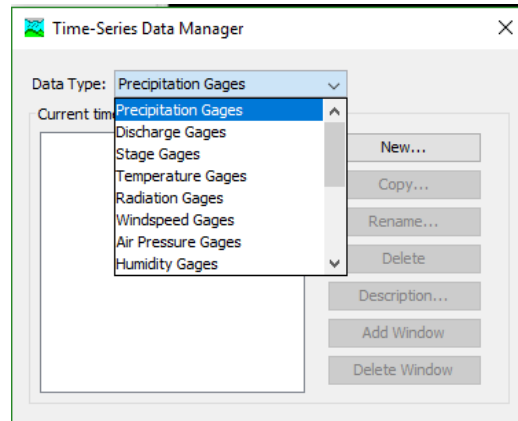 Time-Series Data Manager
Data Type: Precipitation Gages
Current tim
Precipitation Gages
Discharge Gages
Stage Gages
Temperature Gages
Radiation Gages
Windspeed Gages
Air Pressure Gages
Humidity Gages
New...
Copy...
Rename...
Delete
Description...
Add Window
Delete Window